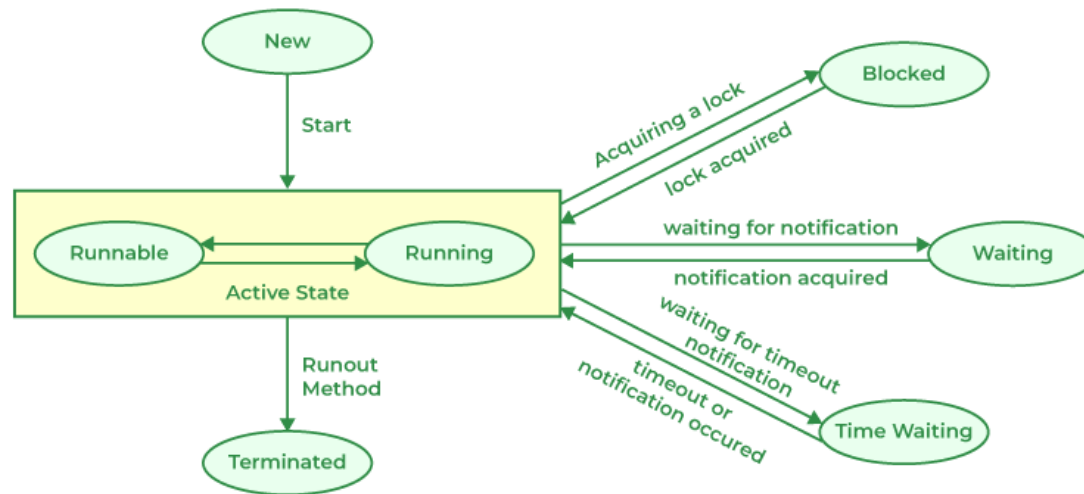 New
Start
Blocked
Acquiring a lock
lock acquired
Runnable
Running
Active State
waiting for notification
notification acquired
Waiting
waiting for timeout
notification
timeout or
notification occured
Time Waiting
Runout
Method
Terminated